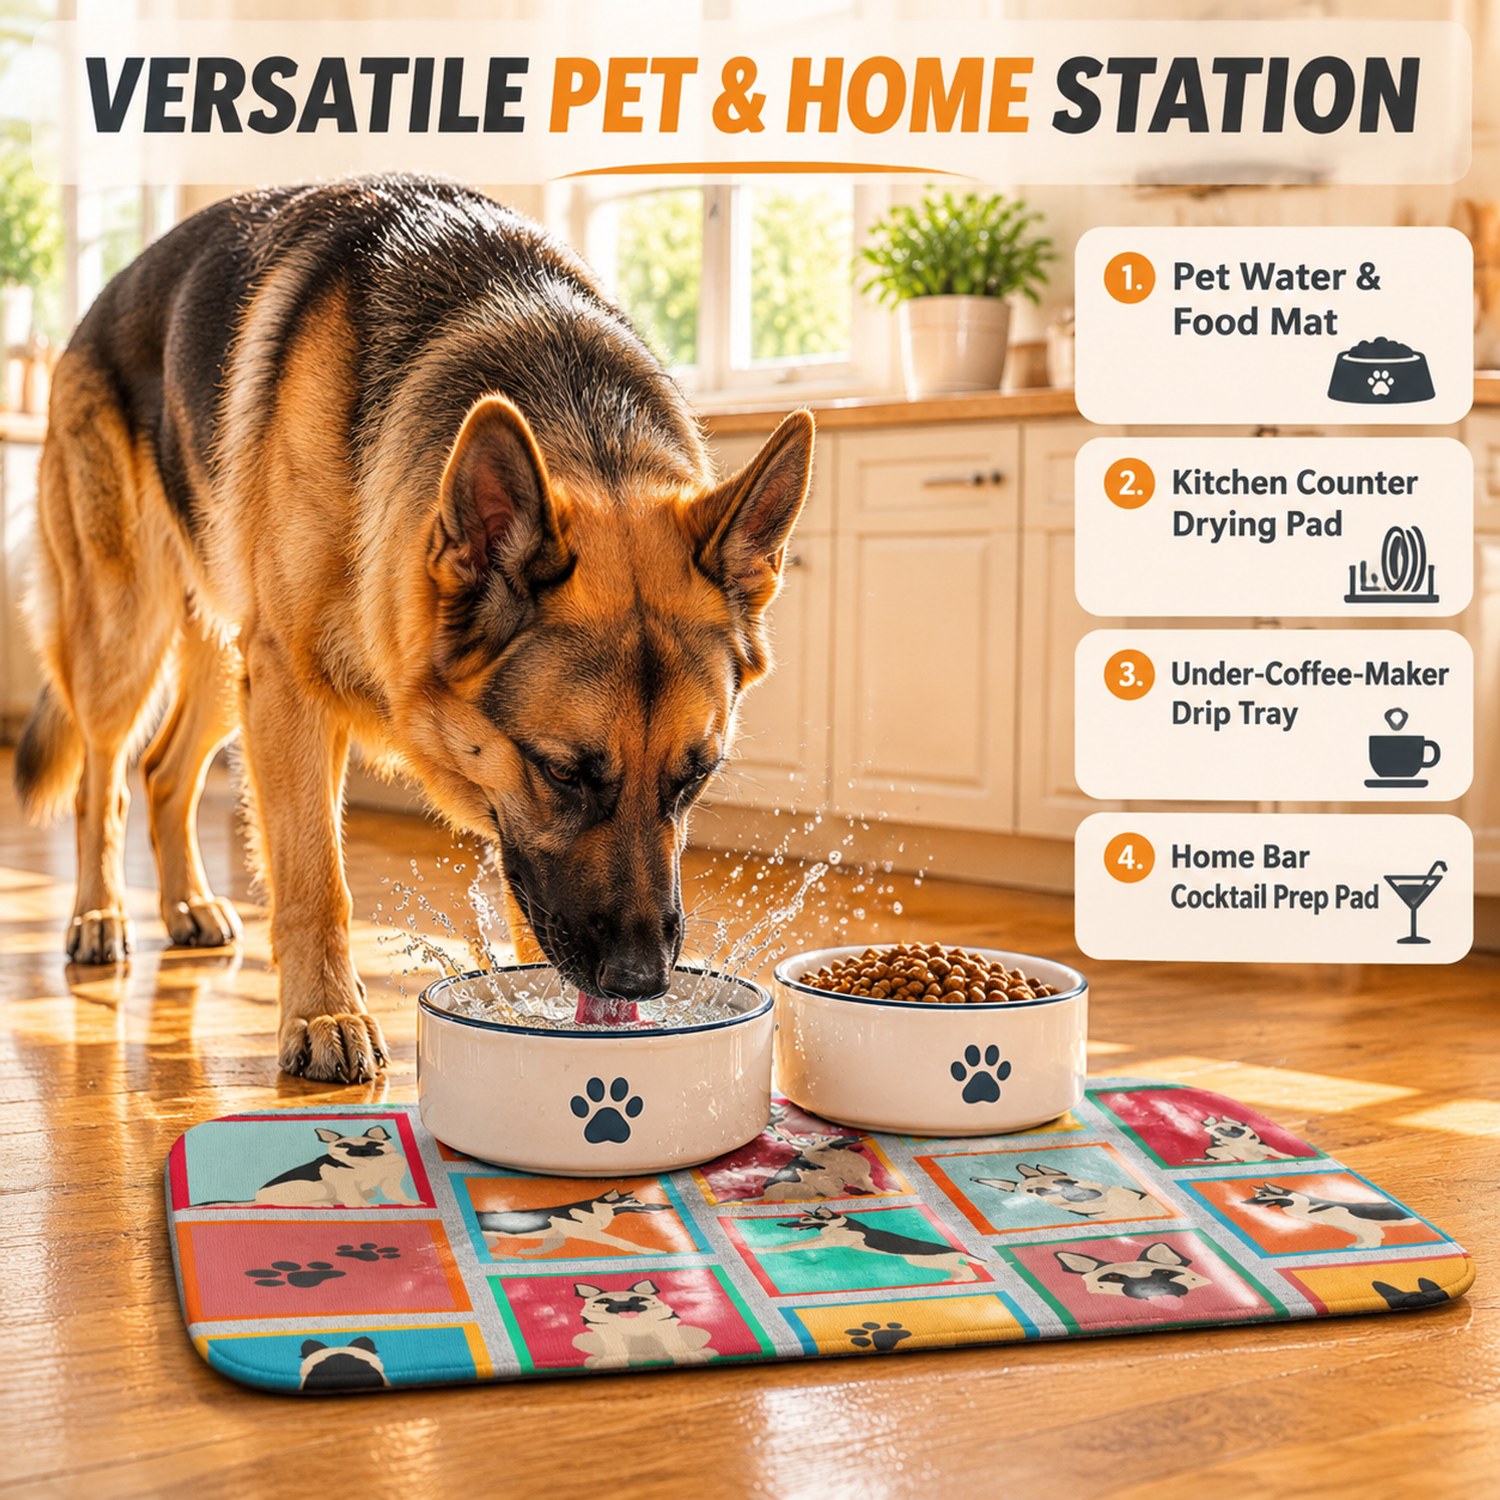 VERSATILE PET & HOME STATION
1. Pet Water &
Food Mat
2. Kitchen Counter
Drying Pad
3. Under-Coffee-Maker
Drip Tray
4. Home Bar
Cocktail Prep Pad